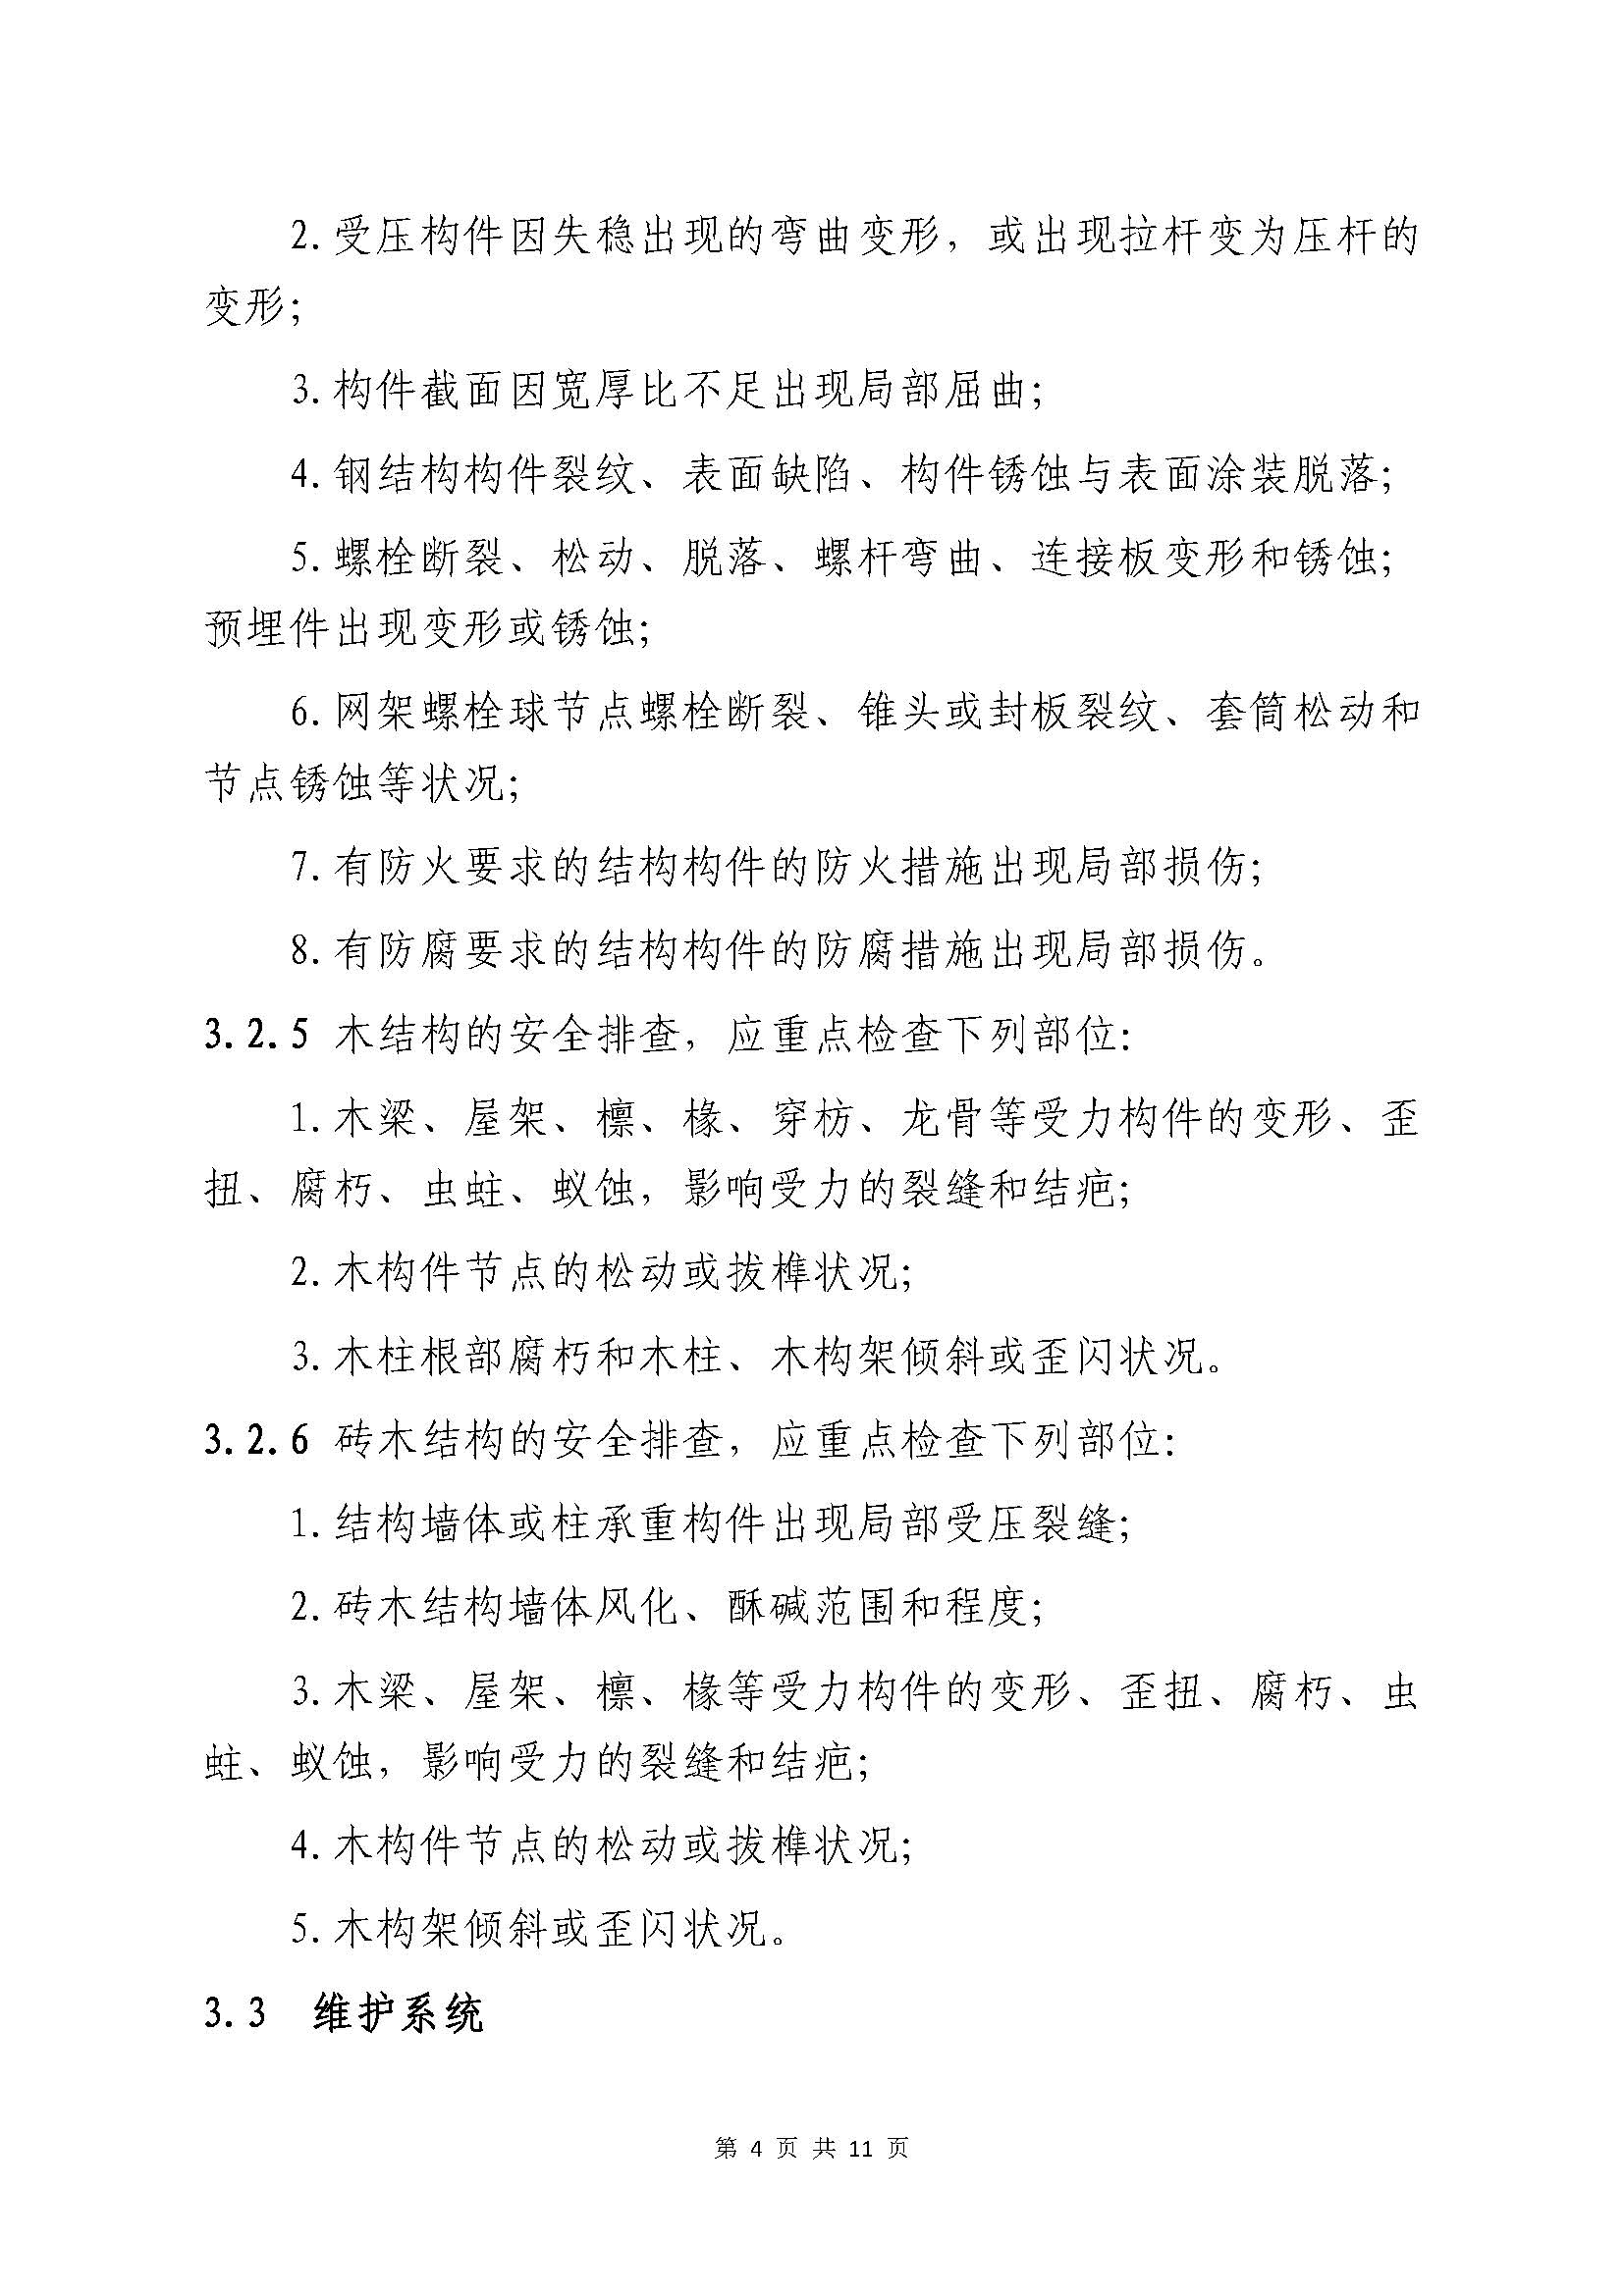 2.受压构件因失稳出现的弯曲变形，或出现拉杆变为压杆的
变形；
3.构件截面因宽厚比不足出现局部屈曲；
4.钢结构构件裂纹、表面缺陷、构件锈蚀与表面涂装脱落；
5.螺栓断裂、松动、脱落、螺杆弯曲、连接板变形和锈蚀；
预埋件出现变形或锈蚀；
6.网架螺栓球节点螺栓断裂、锥头或封板裂纹、套筒松动和
节点锈蚀等状况；
7.有防火要求的结构构件的防火措施出现局部损伤；
8.有防腐要求的结构构件的防腐措施出现局部损伤。
3.2.5 木结构的安全排查，应重点检查下列部位：
1.木梁、屋架、檩、椽、穿枋、龙骨等受力构件的变形、歪
扭、腐朽、虫蛀、蚁蚀，影响受力的裂缝和结疤；
2.木构件节点的松动或拔榫状况；
3.木柱根部腐朽和木柱、木构架倾斜或歪闪状况。
3.2.6 砖木结构的安全排查，应重点检查下列部位：
1.结构墙体或柱承重构件出现局部受压裂缝；
2.砖木结构墙体风化、酥碱范围和程度；
3.木梁、屋架、檩、椽等受力构件的变形、歪扭、腐朽、虫
蛀、蚁蚀，影响受力的裂缝和结疤；
4.木构件节点的松动或拔榫状况；
5.木构架倾斜或歪闪状况。
3.3 维护系统
第 4 页 共 11 页